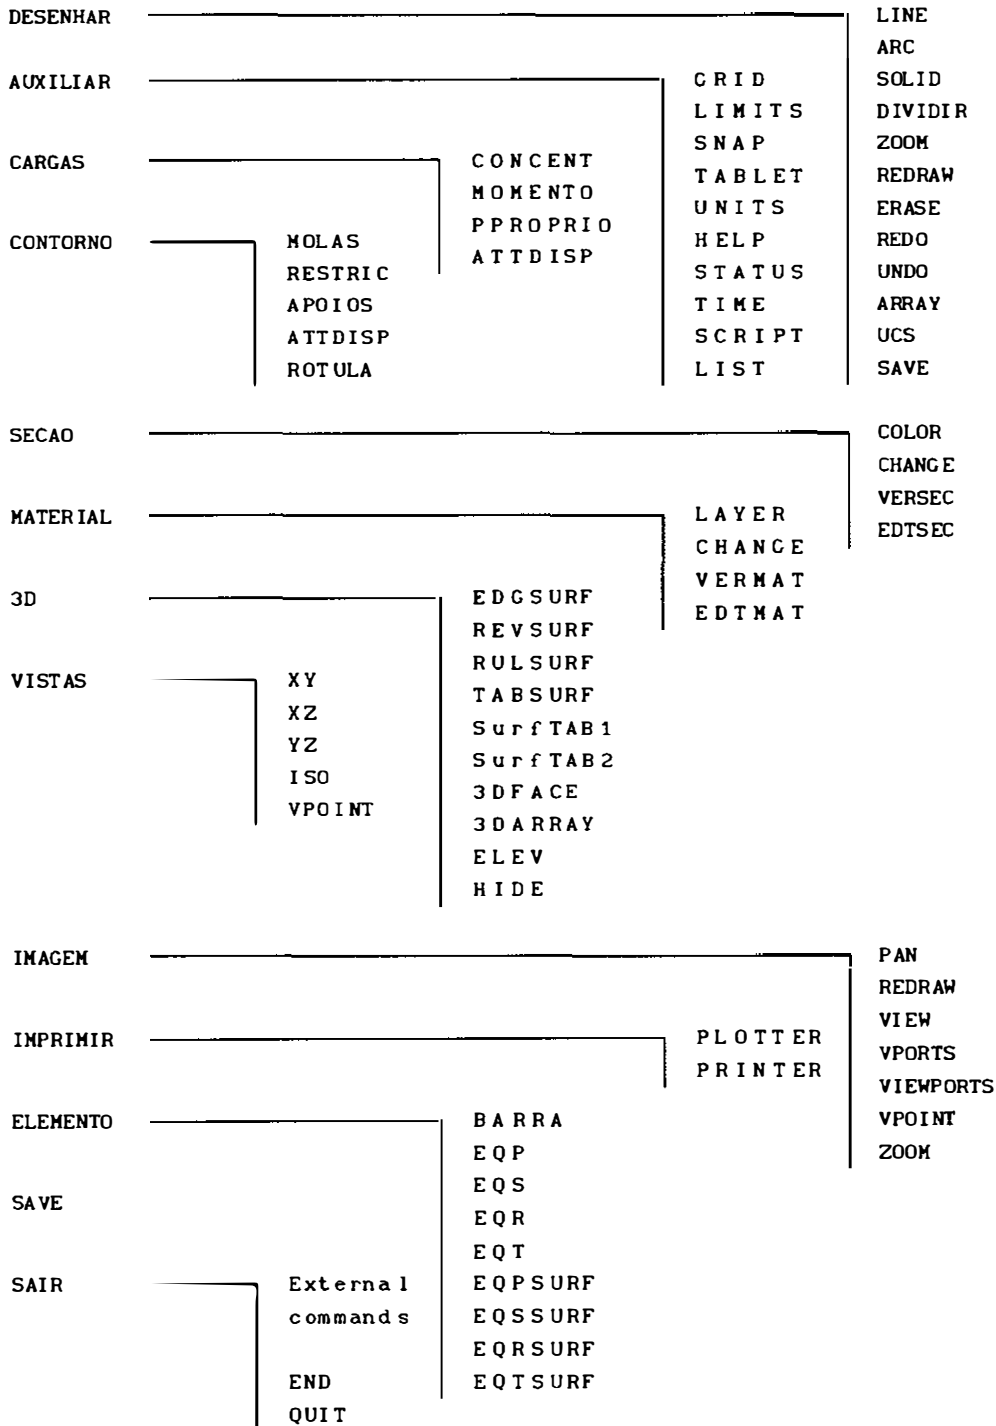 DESENHAR
LINE
ARC
SOLID
DIVIDIR
ZOOM
REDRAW
ERASE
REDO
UNDO
ARRAY
UCS
SAVE
AUXILIAR
GRID
LIMITS
SNAP
TABLET
UNITS
HELP
STATUS
TIME
SCRIPT
LIST
CARGAS
CONCENT
MOMENTO
PPROPRIO
ATTDISP
CONTORNO
MOLAS
RESTRIC
APOIOS
ATTDISP
ROTULA
SECAO
COLOR
CHANGE
VERSEC
EDTSEC
MATERIAL
LAYER
CHANGE
VERMAT
EDTMAT
3D
EDGSURF
REVSURF
RULSURF
TABSURF
SurfTAB1
SurfTAB2
3DFACE
3DARRAY
ELEV
HIDE
VISTAS
XY
XZ
YZ
ISO
VPOINT
IMAGEM
PAN
REDRAW
VIEW
VPORTS
VIEWPORTS
VPOINT
ZOOM
IMPRIMIR
PLOTTER
PRINTER
ELEMENTO
BARRA
EQP
EQS
EQR
EQT
EQPSURF
EQSSURF
EQRSURF
EQTSURF
SAVE
SAIR
External
commands
END
QUIT